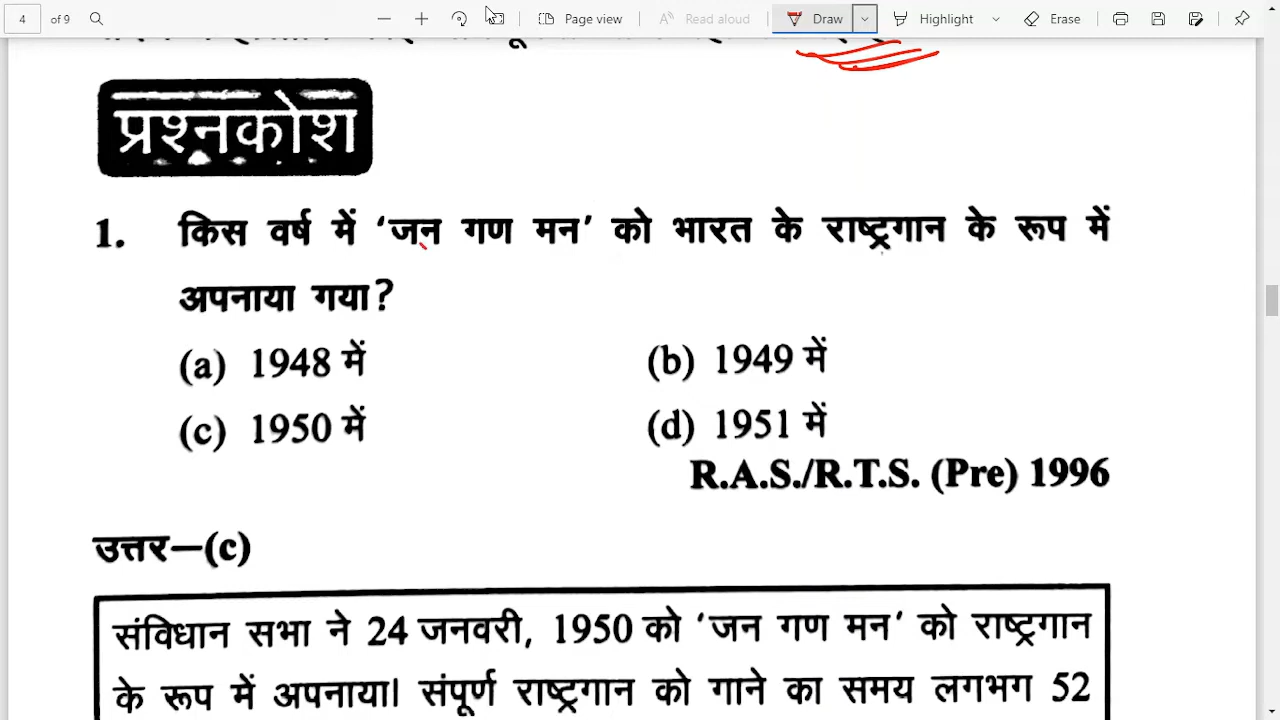 4 of 9 Page view Read aloud Draw Highlight Erase
प्रश्नकोश
1. किस वर्ष में ‘जन गण मन’ को भारत के राष्ट्रगान के रूप में
अपनाया गया?
(a) 1948 में (b) 1949 में
(c) 1950 में (d) 1951 में
R.A.S./R.T.S. (Pre) 1996
उत्तर–(c)
संविधान सभा ने 24 जनवरी, 1950 को ‘जन गण मन’ को राष्ट्रगान
के रूप में अपनाया। संपूर्ण राष्ट्रगान को गाने का समय लगभग 52